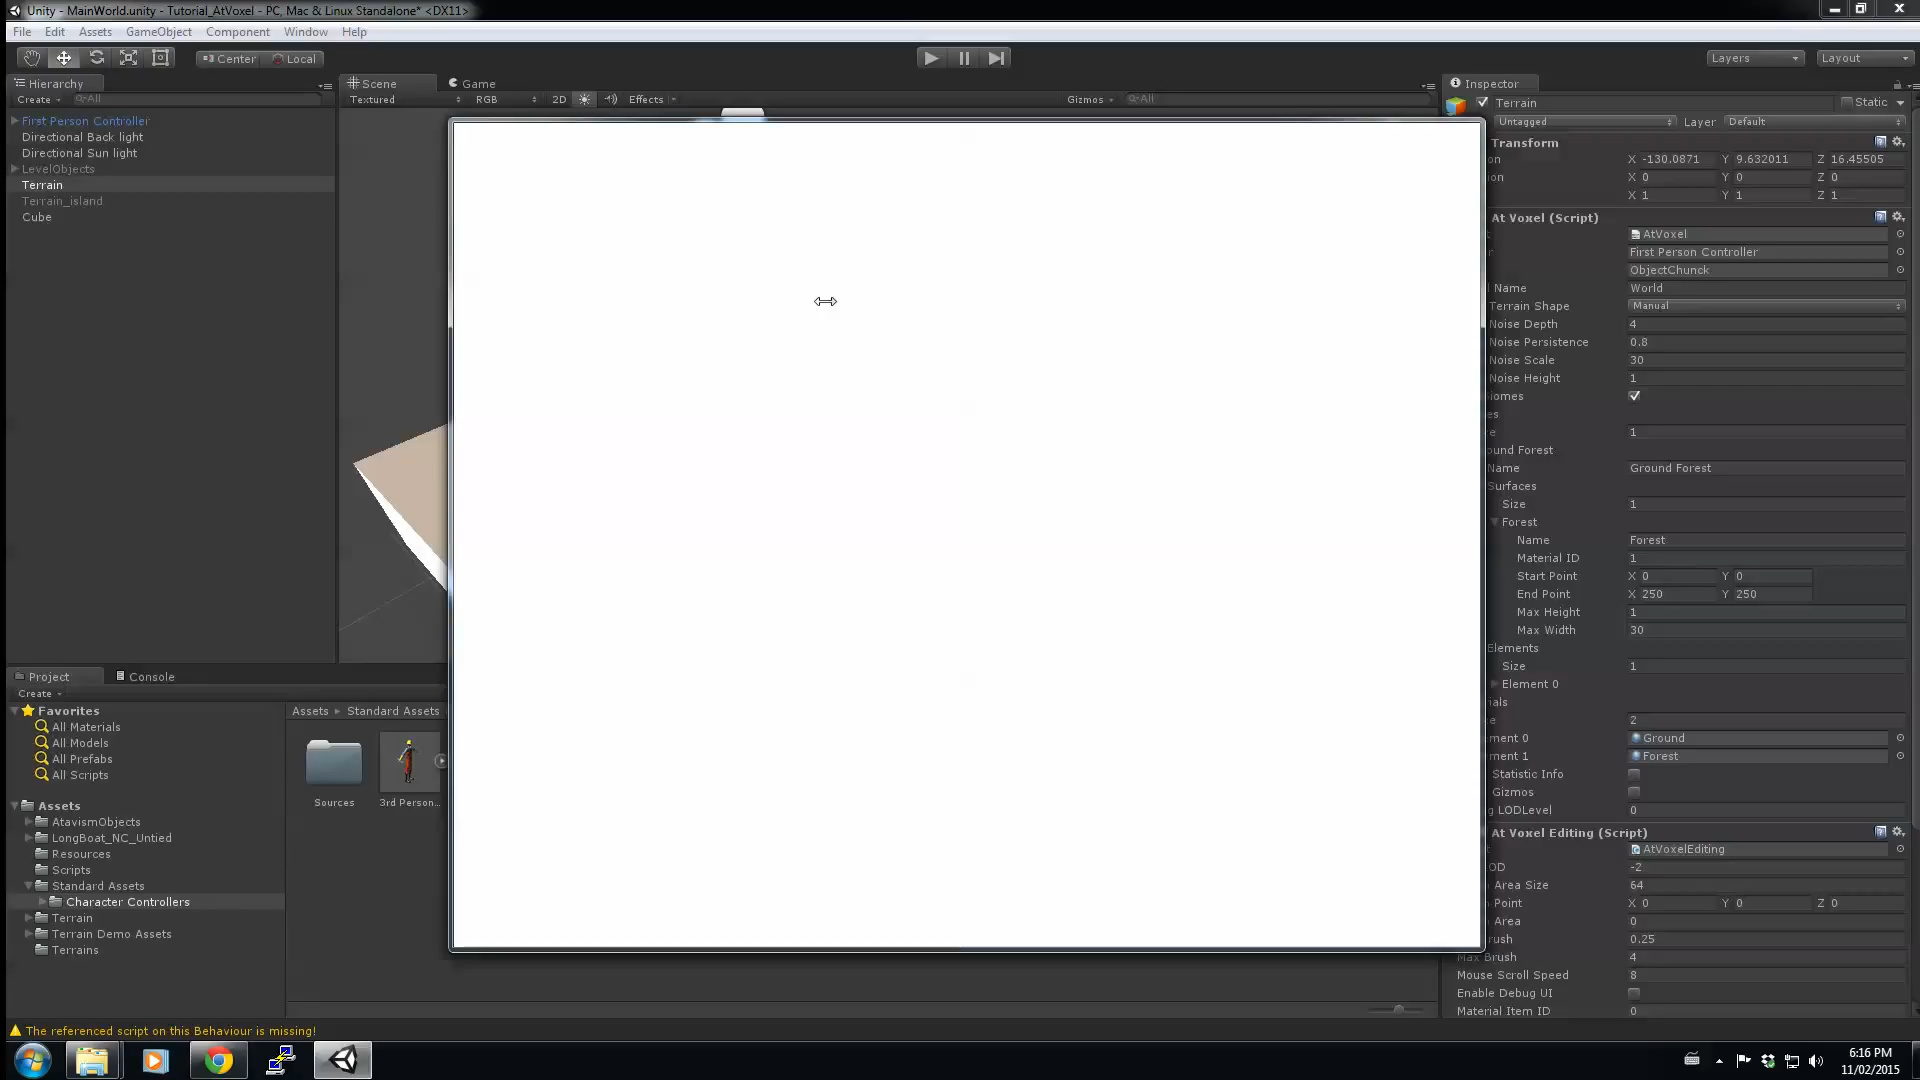 Unity - MainWorld.unity - Tutorial_AtVoxel - PC, Mac & Linux Standalone* <DX11>
File Edit Assets GameObject Component Window Help
Center Local Layers Layout
Hierarchy
Create All
First Person Controller
Directional Back light
Directional Sun light
LevelObjects
Terrain
Terrain_island
Cube
Scene Game
Textured RGB 2D Effects Gizmos All
Inspector
Terrain Static
Untagged Layer Default
Transform
on X -130.0871 Y 9.632011 Z 16.45505
ion X 0 Y 0 Z 0
X 1 Y 1 Z 1
At Voxel (Script)
t AtVoxel
r First Person Controller
ObjectChunck
l Name World
Terrain Shape Manual
Noise Depth 4
Noise Persistence 0.8
Noise Scale 30
Noise Height 1
iomes
es
e 1
und Forest
Name Ground Forest
Surfaces
Size 1
Forest
Name Forest
Material ID 1
Start Point X 0 Y 0
End Point X 250 Y 250
Max Height 1
Max Width 30
Elements
Size 1
Element 0
ials
e 2
ment 0 Ground
ment 1 Forest
Statistic Info
Gizmos
g LODLevel 0
At Voxel Editing (Script)
t AtVoxelEditing
OD -2
Area Size 64
Point X 0 Y 0 Z 0
Area 0
rush 0.25
Max Brush 4
Mouse Scroll Speed 8
Enable Debug UI
Material Item ID 0
Project Console
Create
Favorites
All Materials
All Models
All Prefabs
All Scripts
Assets
AtavismObjects
LongBoat_NC_Untied
Resources
Scripts
Standard Assets
Character Controllers
Terrain
Terrain Demo Assets
Terrains
Assets Standard Assets
Sources 3rd Person...
The referenced script on this Behaviour is missing!
6:16 PM
11/02/2015